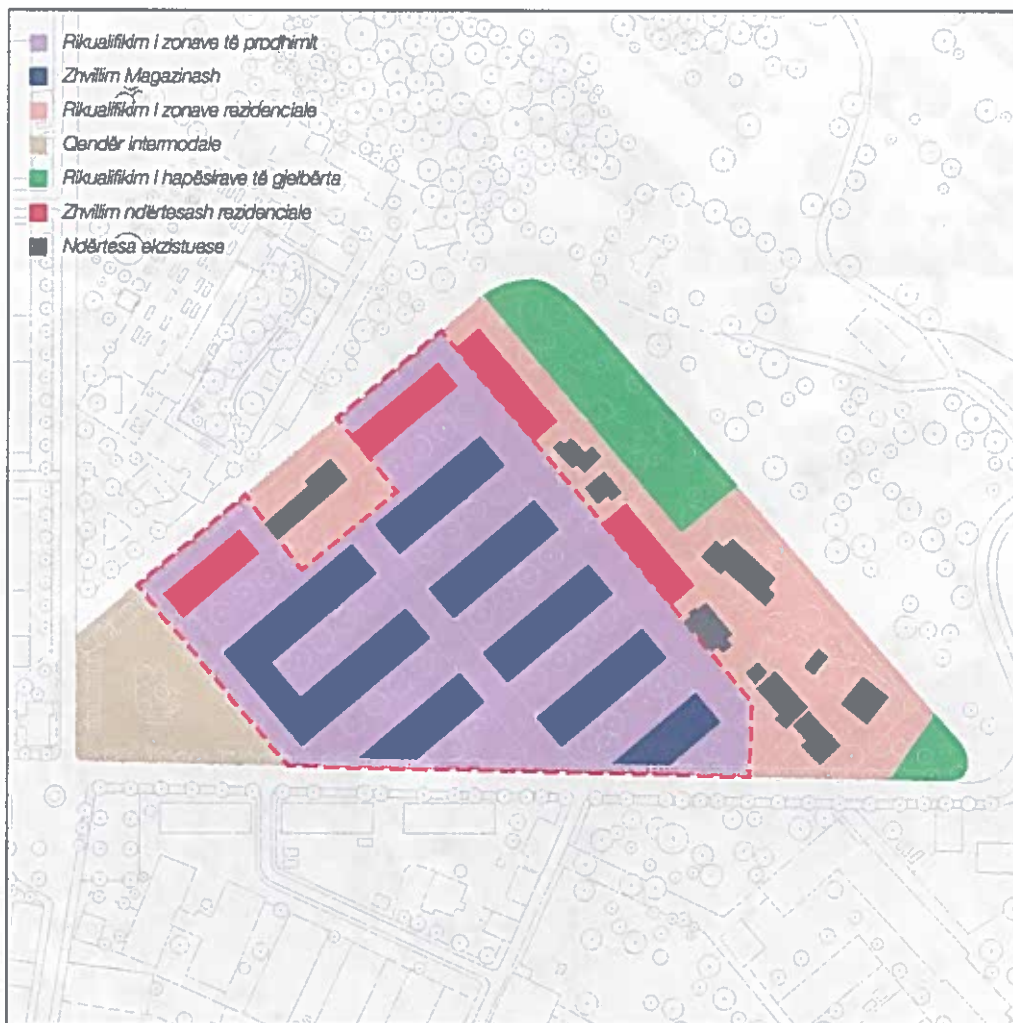 Rikualifikim i zonave të prodhimit
Zhvillim Magazinash
Rikualifikim i zonave rezidenciale
Qendër intermodale
Rikualifikim i hapësirave të gjelbërta
Zhvillim ndërtesash rezidenciale
Ndërtesa ekzistuese